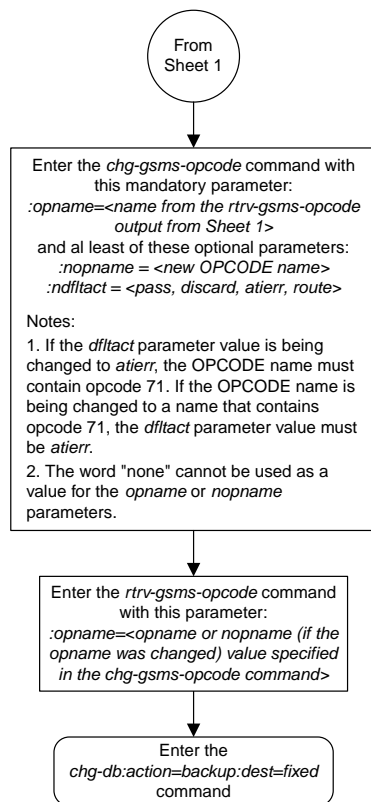 From
Sheet 1
Enter the chg-gsms-opcode command with
this mandatory parameter:
:opname=<name from the rtrv-gsms-opcode
output from Sheet 1>
and al least of these optional parameters:
:nopname = <new OPCODE name>
:ndfltact = <pass, discard, atierr, route>
Notes:
1. If the dfltact parameter value is being
changed to atierr, the OPCODE name must
contain opcode 71. If the OPCODE name is
being changed to a name that contains
opcode 71, the dfltact parameter value must
be atierr.
2. The word "none" cannot be used as a
value for the opname or nopname
parameters.
Enter the rtrv-gsms-opcode command
with this parameter:
:opname=<opname or nopname (if the
opname was changed) value specified
in the chg-gsms-opcode command>
Enter the
chg-db:action=backup:dest=fixed
command